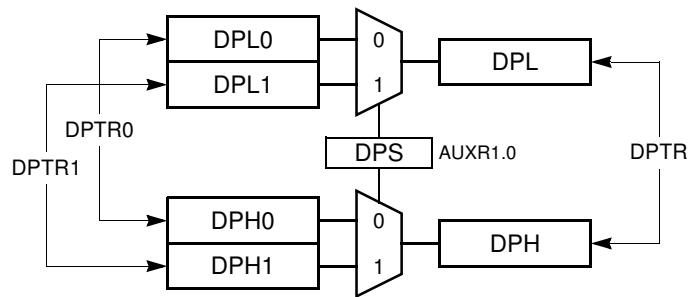 DPL0
0
DPL
DPL1
1
DPTR0
DPS
AUXR1.0
DPTR
DPTR1
DPH0
0
DPH
DPH1
1